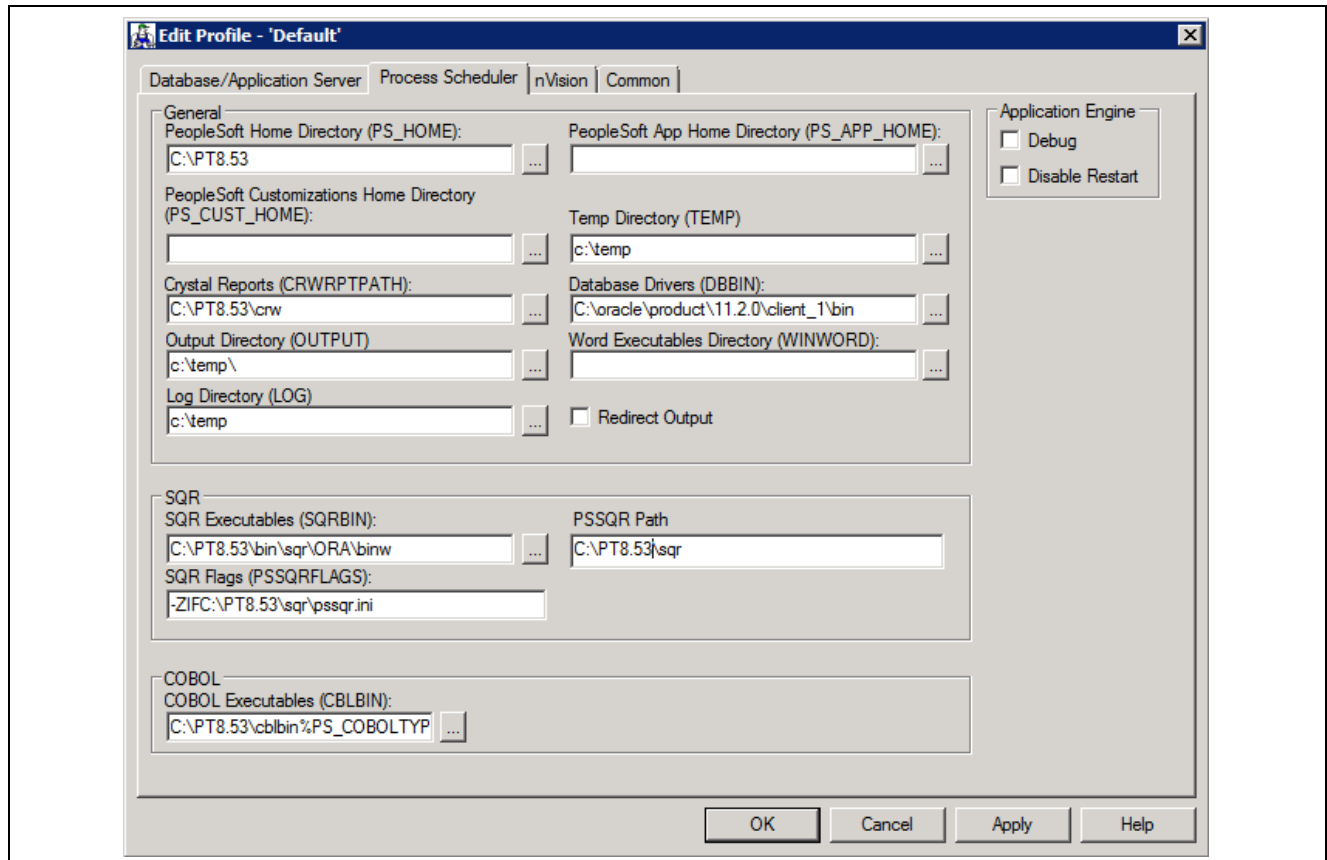 Edit Profile - 'Default'
Database/Application Server Process Scheduler nVision Common
General
PeopleSoft Home Directory (PS_HOME):
C:\PT8.53
...
PeopleSoft App Home Directory (PS_APP_HOME):
...
PeopleSoft Customizations Home Directory
(PS_CUST_HOME):
...
Temp Directory (TEMP)
c:\temp
...
Crystal Reports (CRWRPTPATH):
C:\PT8.53\crw
...
Database Drivers (DBBIN):
C:\oracle\product\11.2.0\client_1\bin
...
Output Directory (OUTPUT)
c:\temp\
...
Word Executables Directory (WINWORD):
...
Log Directory (LOG)
c:\temp
...
Redirect Output
Application Engine
Debug
Disable Restart
SQR
SQR Executables (SQRBIN):
C:\PT8.53\bin\sqr\ORA\binw
...
PSSQR Path
C:\PT8.53\sqr
SQR Flags (PSSQRFLAGS):
-ZIFC:\PT8.53\sqr\pssqr.ini
COBOL
COBOL Executables (CBLBIN):
C:\PT8.53\cblbin%PS_COBOLTYP
...
OK Cancel Apply Help